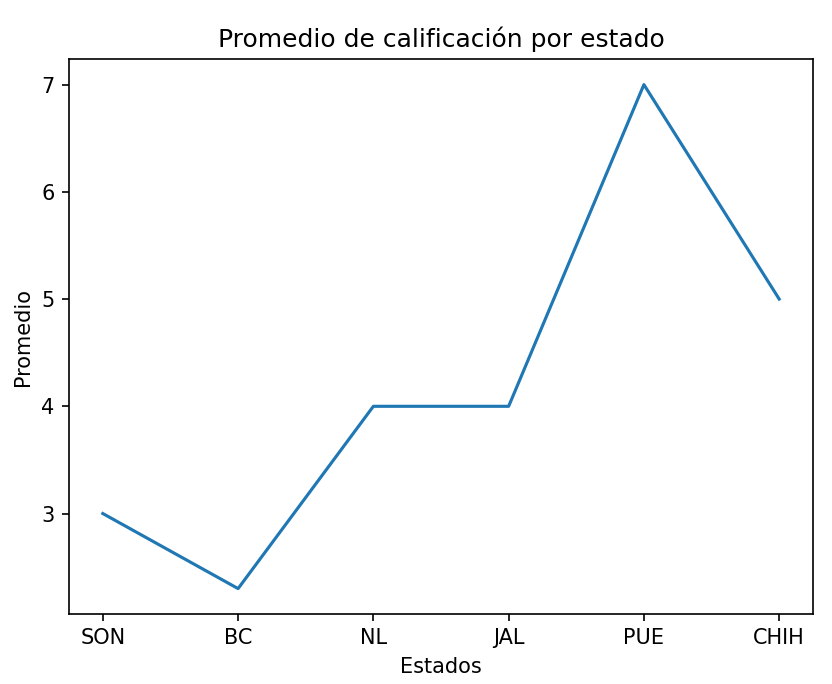 Promedio de calificación por estado
Promedio
7
6
5
4
3
SON BC NL JAL PUE CHIH
Estados